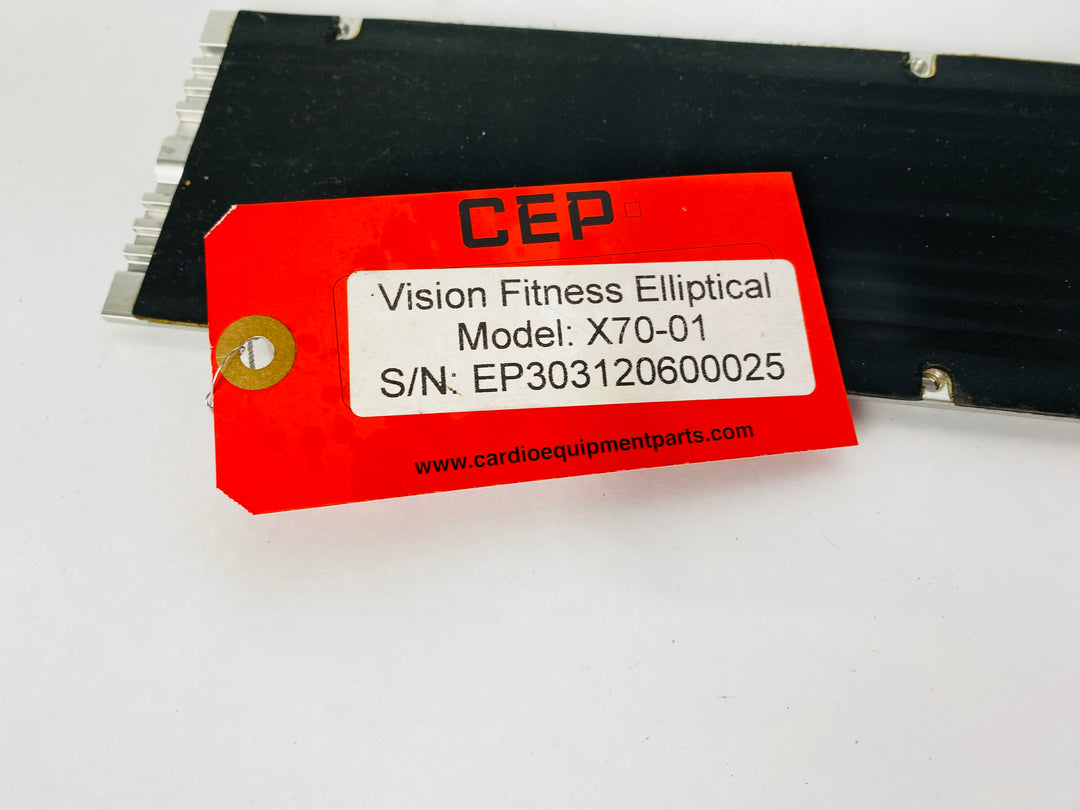 CEP
Vision Fitness Elliptical
Model: X70-01
S/N: EP303120600025
www.cardioequipmentparts.com